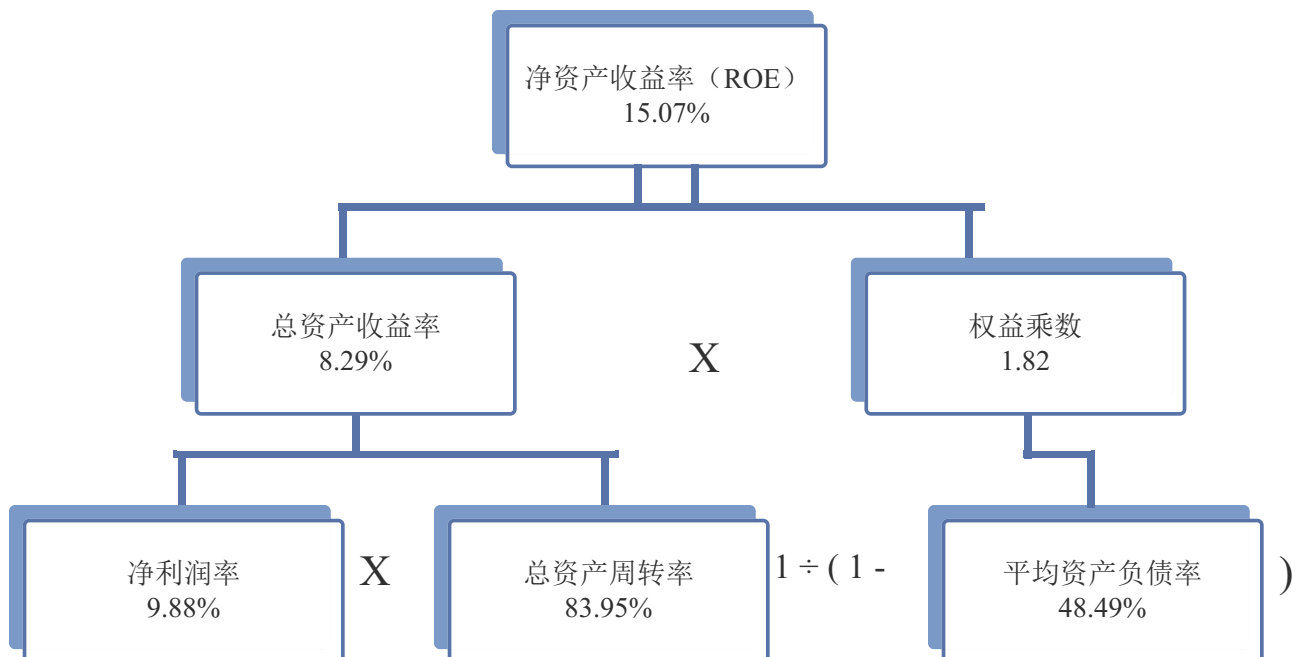 净资产收益率（ROE）
15.07%
总资产收益率
8.29%
X
权益乘数
1.82
净利润率
9.88%
X
总资产周转率
83.95%
1 ÷ ( 1 -
平均资产负债率
48.49%
)